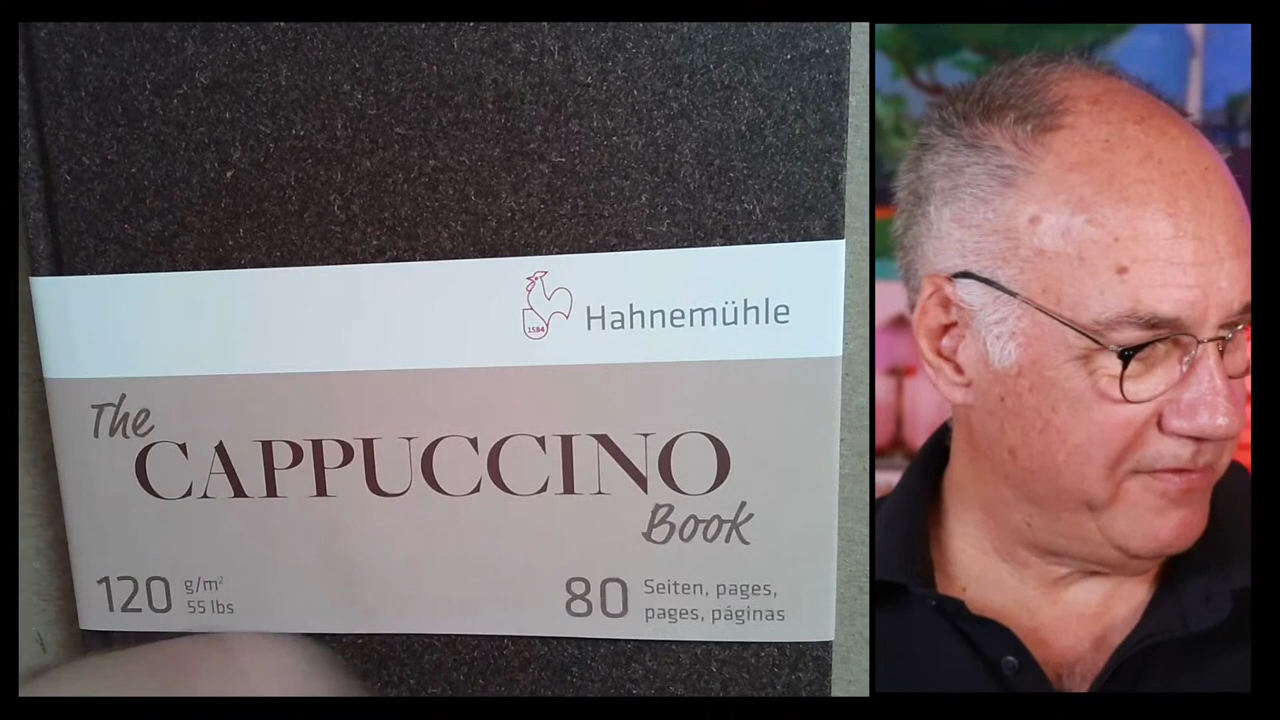 1584
Hahnemühle
The
CAPPUCCINO
Book
120 g/m²
55 lbs
80 Seiten, pages,
pages, páginas